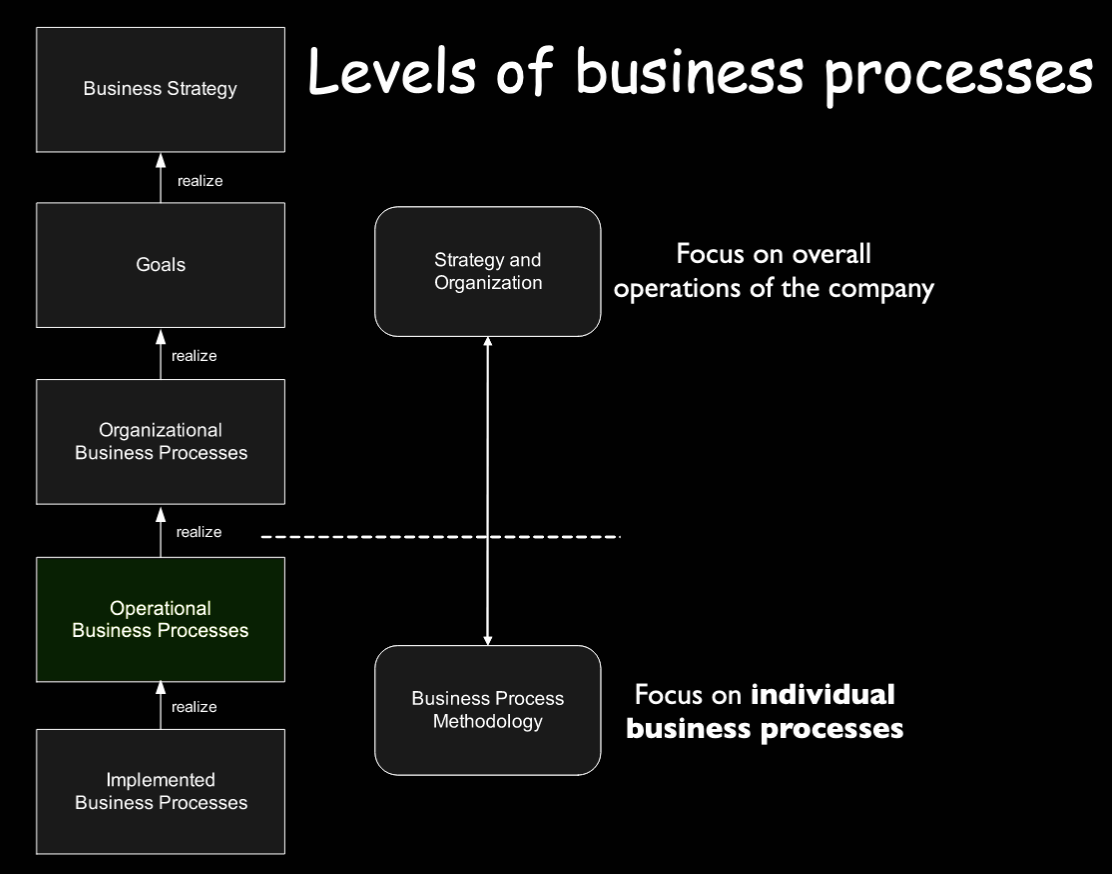 Levels of business processes
Business Strategy
realize
Goals
realize
Organizational
Business Processes
realize
Operational
Business Processes
realize
Implemented
Business Processes
Strategy and
Organization
Focus on overall
operations of the company
Business Process
Methodology
Focus on individual
business processes